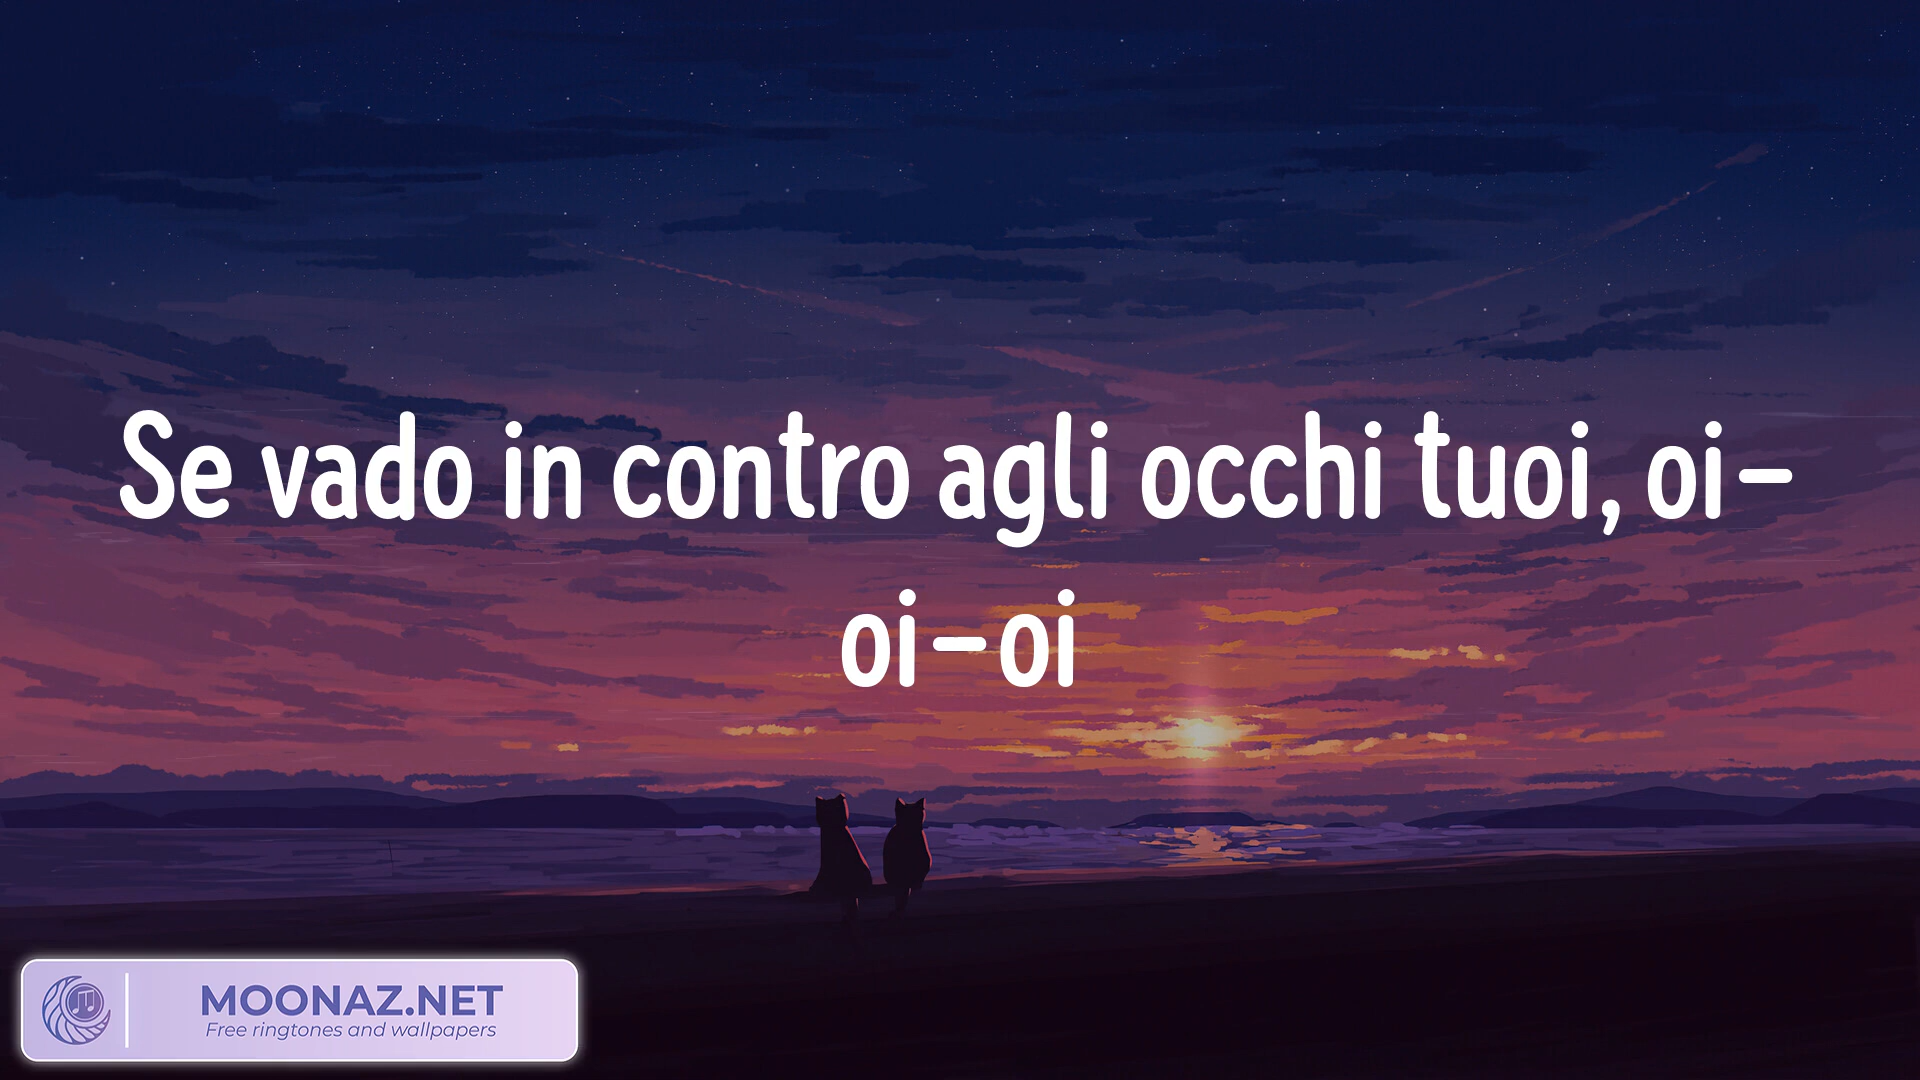 Se vado in contro agli occhi tuoi, oi-
oi-oi
MOONAZ.NET
Free ringtones and wallpapers